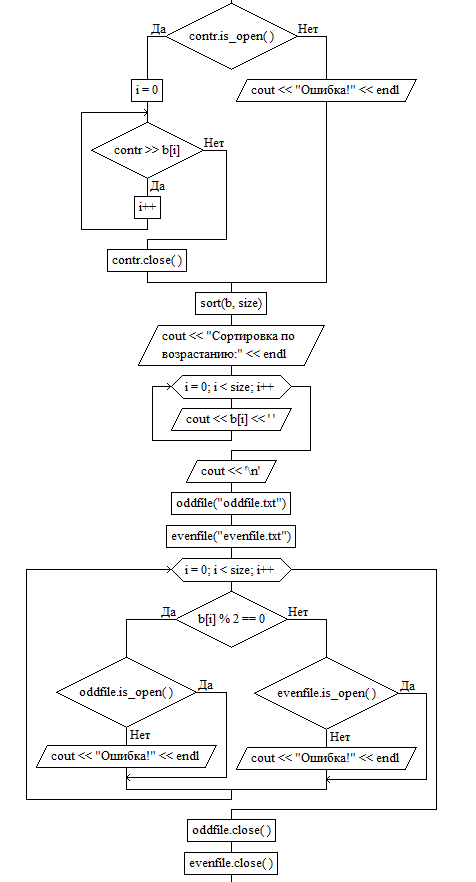 contr.is_open( )
Да
Нет
i = 0
cout << "Ошибка!" << endl
contr >> b[i]
Нет
Да
i++
contr.close( )
sort(b, size)
cout << "Сортировка по
возрастанию:" << endl
i = 0; i < size; i++
cout << b[i] << ' '
cout << '\n'
oddfile("oddfile.txt")
evenfile("evenfile.txt")
i = 0; i < size; i++
b[i] % 2 == 0
Да
Нет
oddfile.is_open( )
Да
evenfile.is_open( )
Да
Нет
Нет
cout << "Ошибка!" << endl
cout << "Ошибка!" << endl
oddfile.close( )
evenfile.close( )